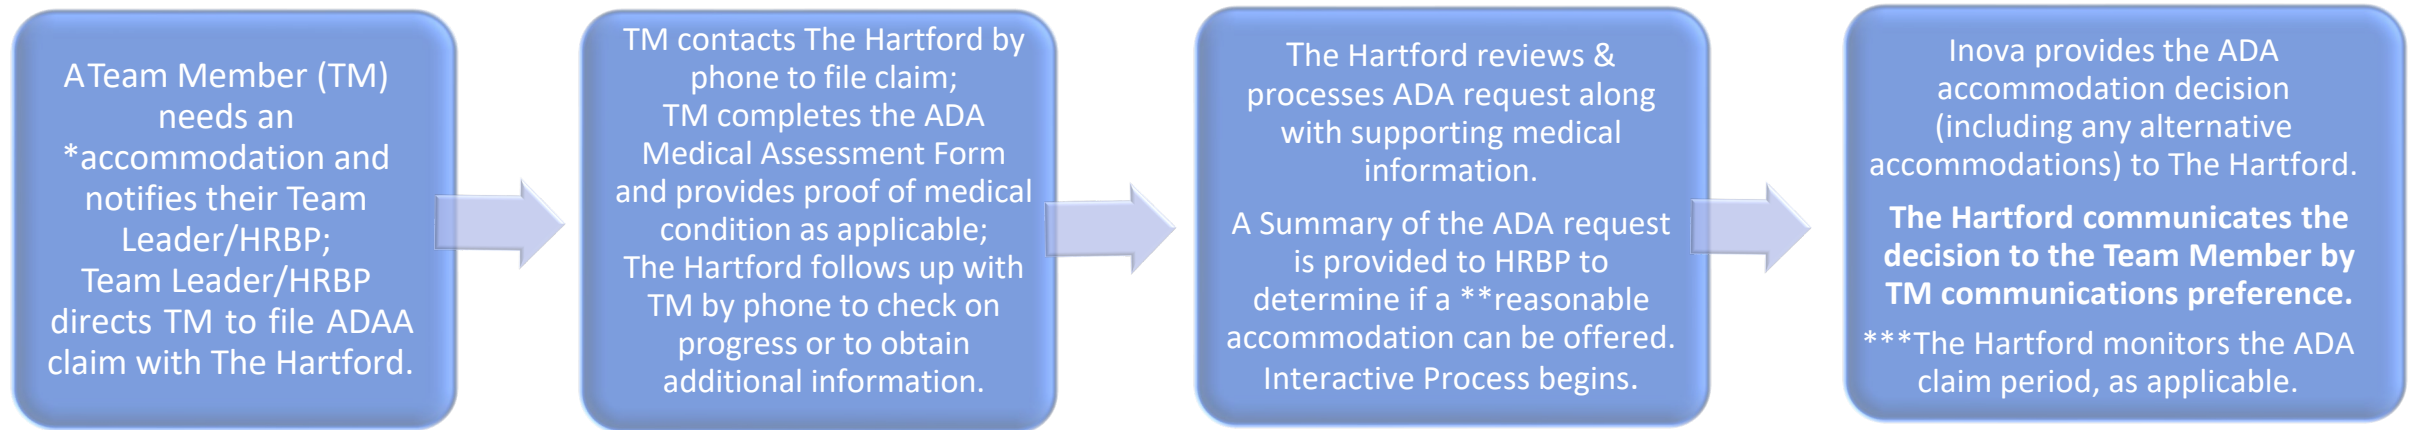 A Team Member (TM)
needs an
*accommodation and
notifies their Team
Leader/HRBP;
Team Leader/HRBP
directs TM to file ADAA
claim with The Hartford.
TM contacts The Hartford by
phone to file claim;
TM completes the ADA
Medical Assessment Form
and provides proof of medical
condition as applicable;
The Hartford follows up with
TM by phone to check on
progress or to obtain
additional information.
The Hartford reviews &
processes ADA request along
with supporting medical
information.
A Summary of the ADA request
is provided to HRBP to
determine if a **reasonable
accommodation can be offered.
Interactive Process begins.
Inova provides the ADA
accommodation decision
(including any alternative
accommodations) to The Hartford.
The Hartford communicates the
decision to the Team Member by
TM communications preference.
***The Hartford monitors the ADA
claim period, as applicable.